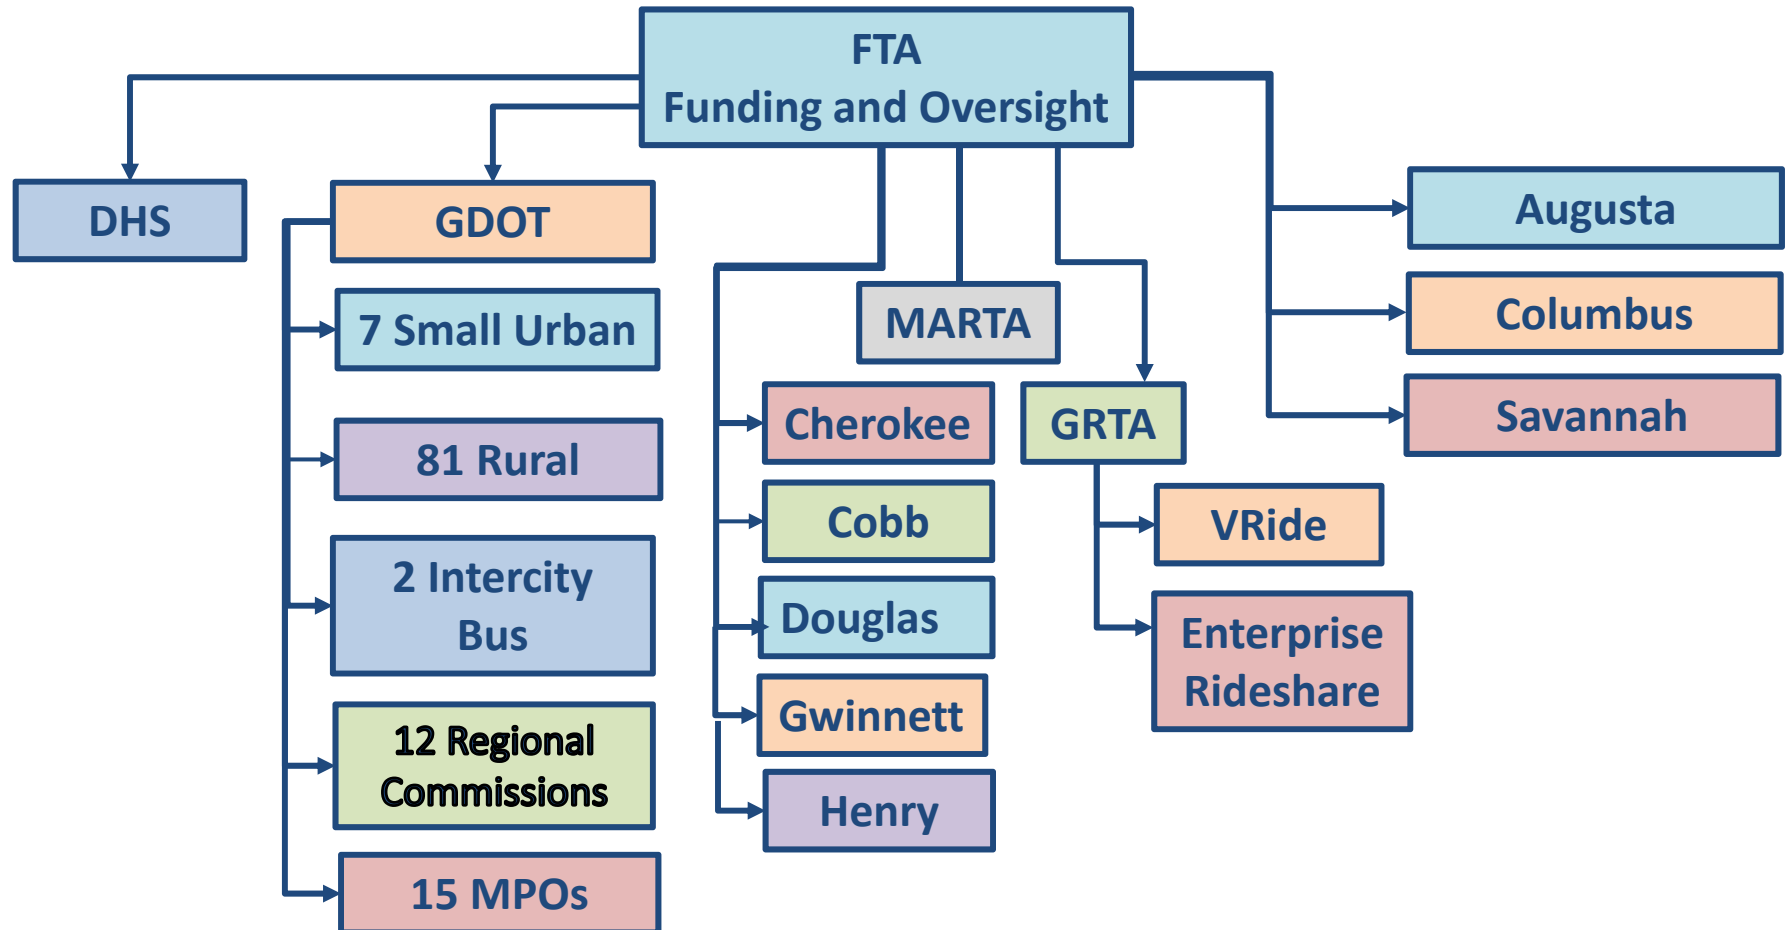 FTA
Funding and Oversight
DHS
GDOT
7 Small Urban
81 Rural
2 Intercity
Bus
12 Regional
Commissions
15 MPOs
MARTA
Cherokee
Cobb
Douglas
Gwinnett
Henry
GRTA
VRide
Enterprise
Rideshare
Augusta
Columbus
Savannah